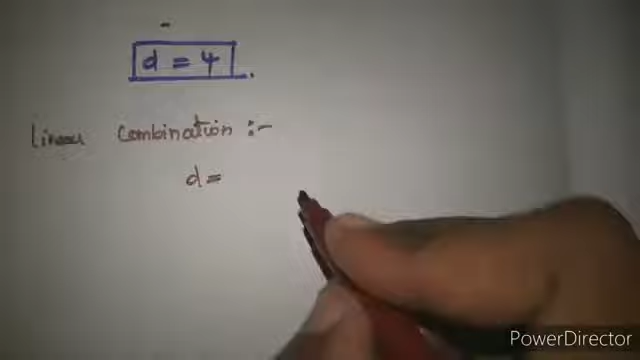 d = 4.
Linear Combination :-
d =
PowerDirector